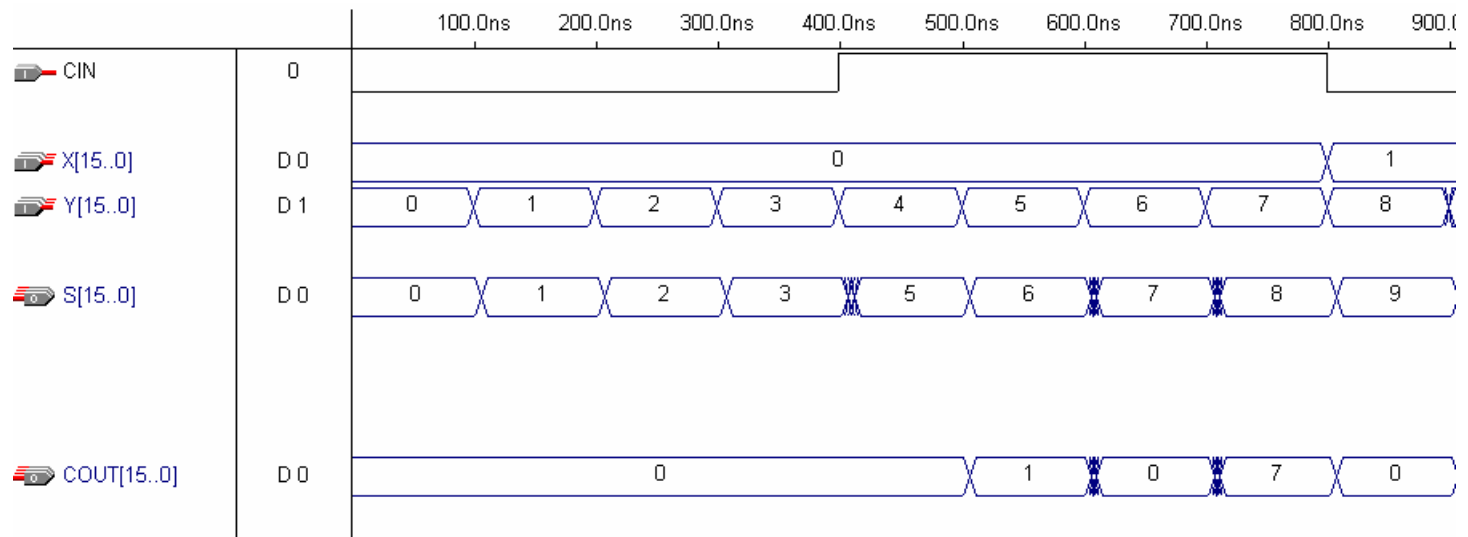 100.0ns 200.0ns 300.0ns 400.0ns 500.0ns 600.0ns 700.0ns 800.0ns 900.0
CIN 0
X[15..0] D 0 0 1
Y[15..0] D 1 0 1 2 3 4 5 6 7 8
S[15..0] D 0 0 1 2 3 5 6 7 8 9
COUT[15..0] D 0 0 1 0 7 0